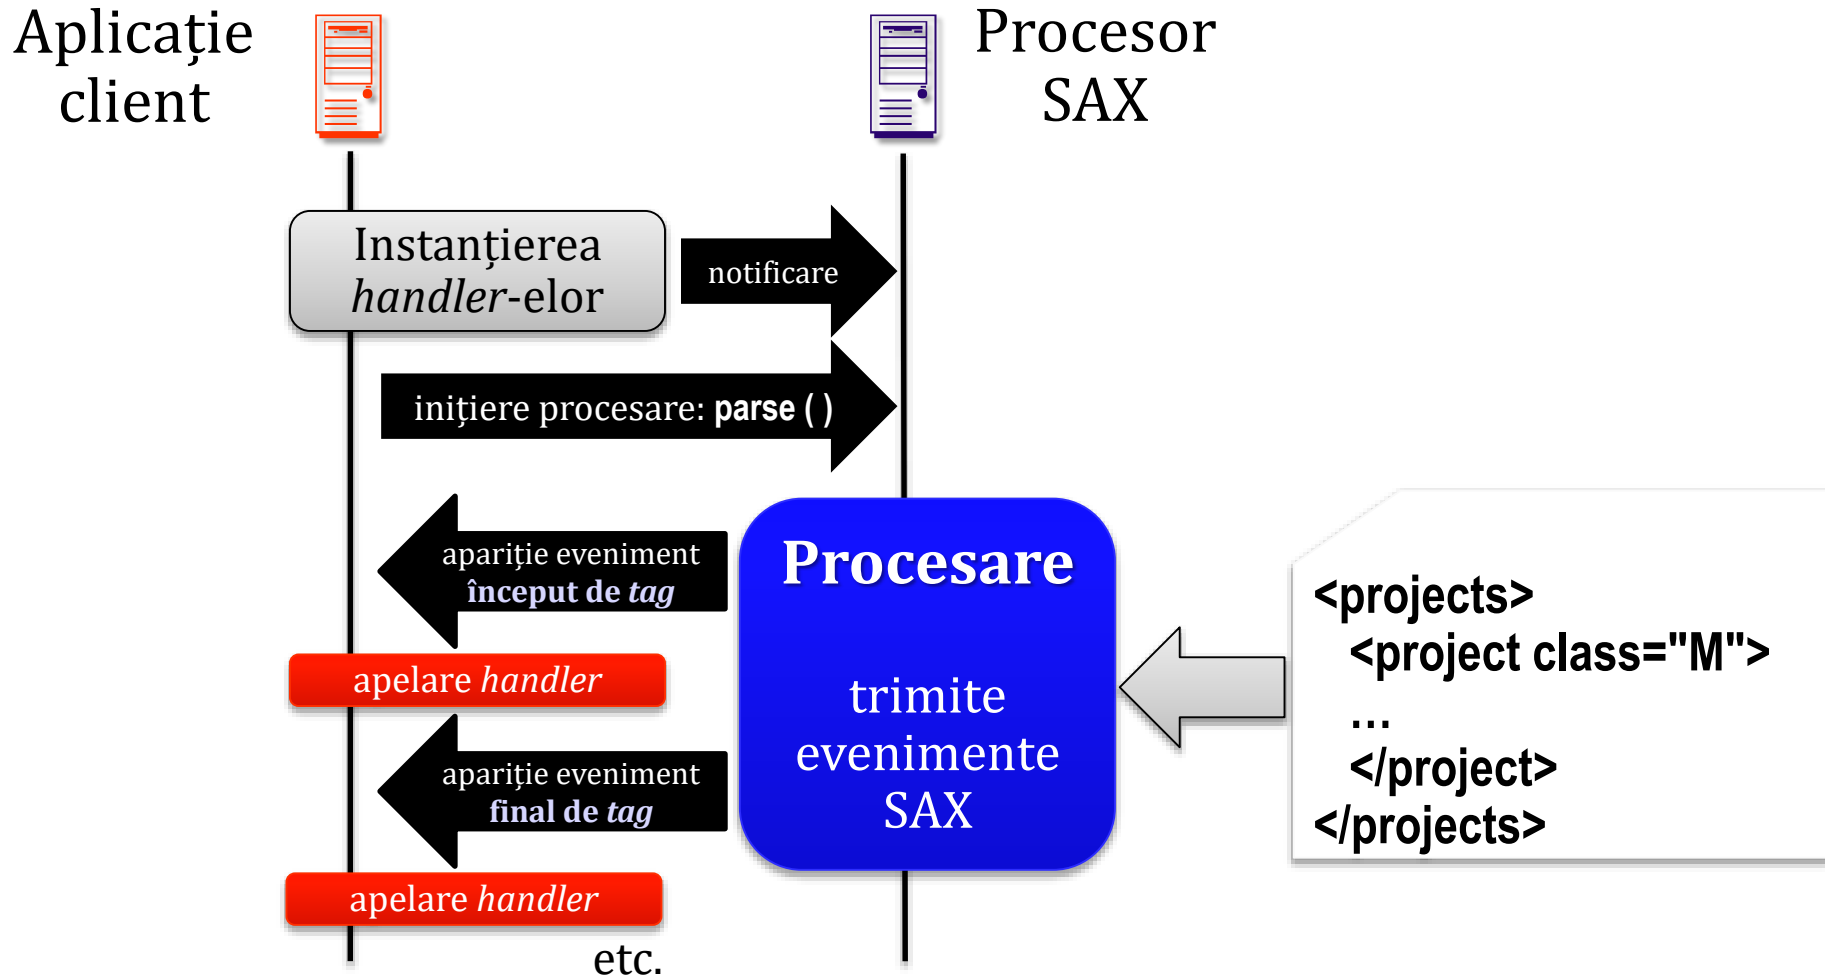 Aplicație
client
Procesor
SAX
Instanțierea
handler-elor
notificare
inițiere procesare: parse ( )
apariție eveniment
început de tag
apelare handler
apariție eveniment
final de tag
apelare handler
etc.
Procesare
trimite
evenimente
SAX
<projects>
<project class="M">
…
</project>
</projects>